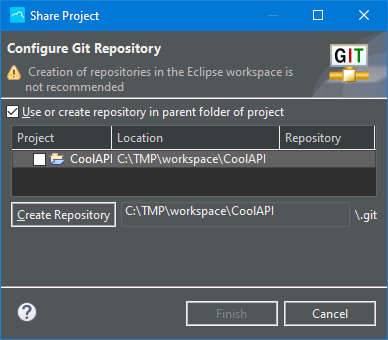 Share Project
Configure Git Repository
GIT
Creation of repositories in the Eclipse workspace is
not recommended
Use or create repository in parent folder of project
Project Location Repository
CoolAPI C:\TMP\workspace\CoolAPI
Create Repository C:\TMP\workspace\CoolAPI \.git
? Finish Cancel